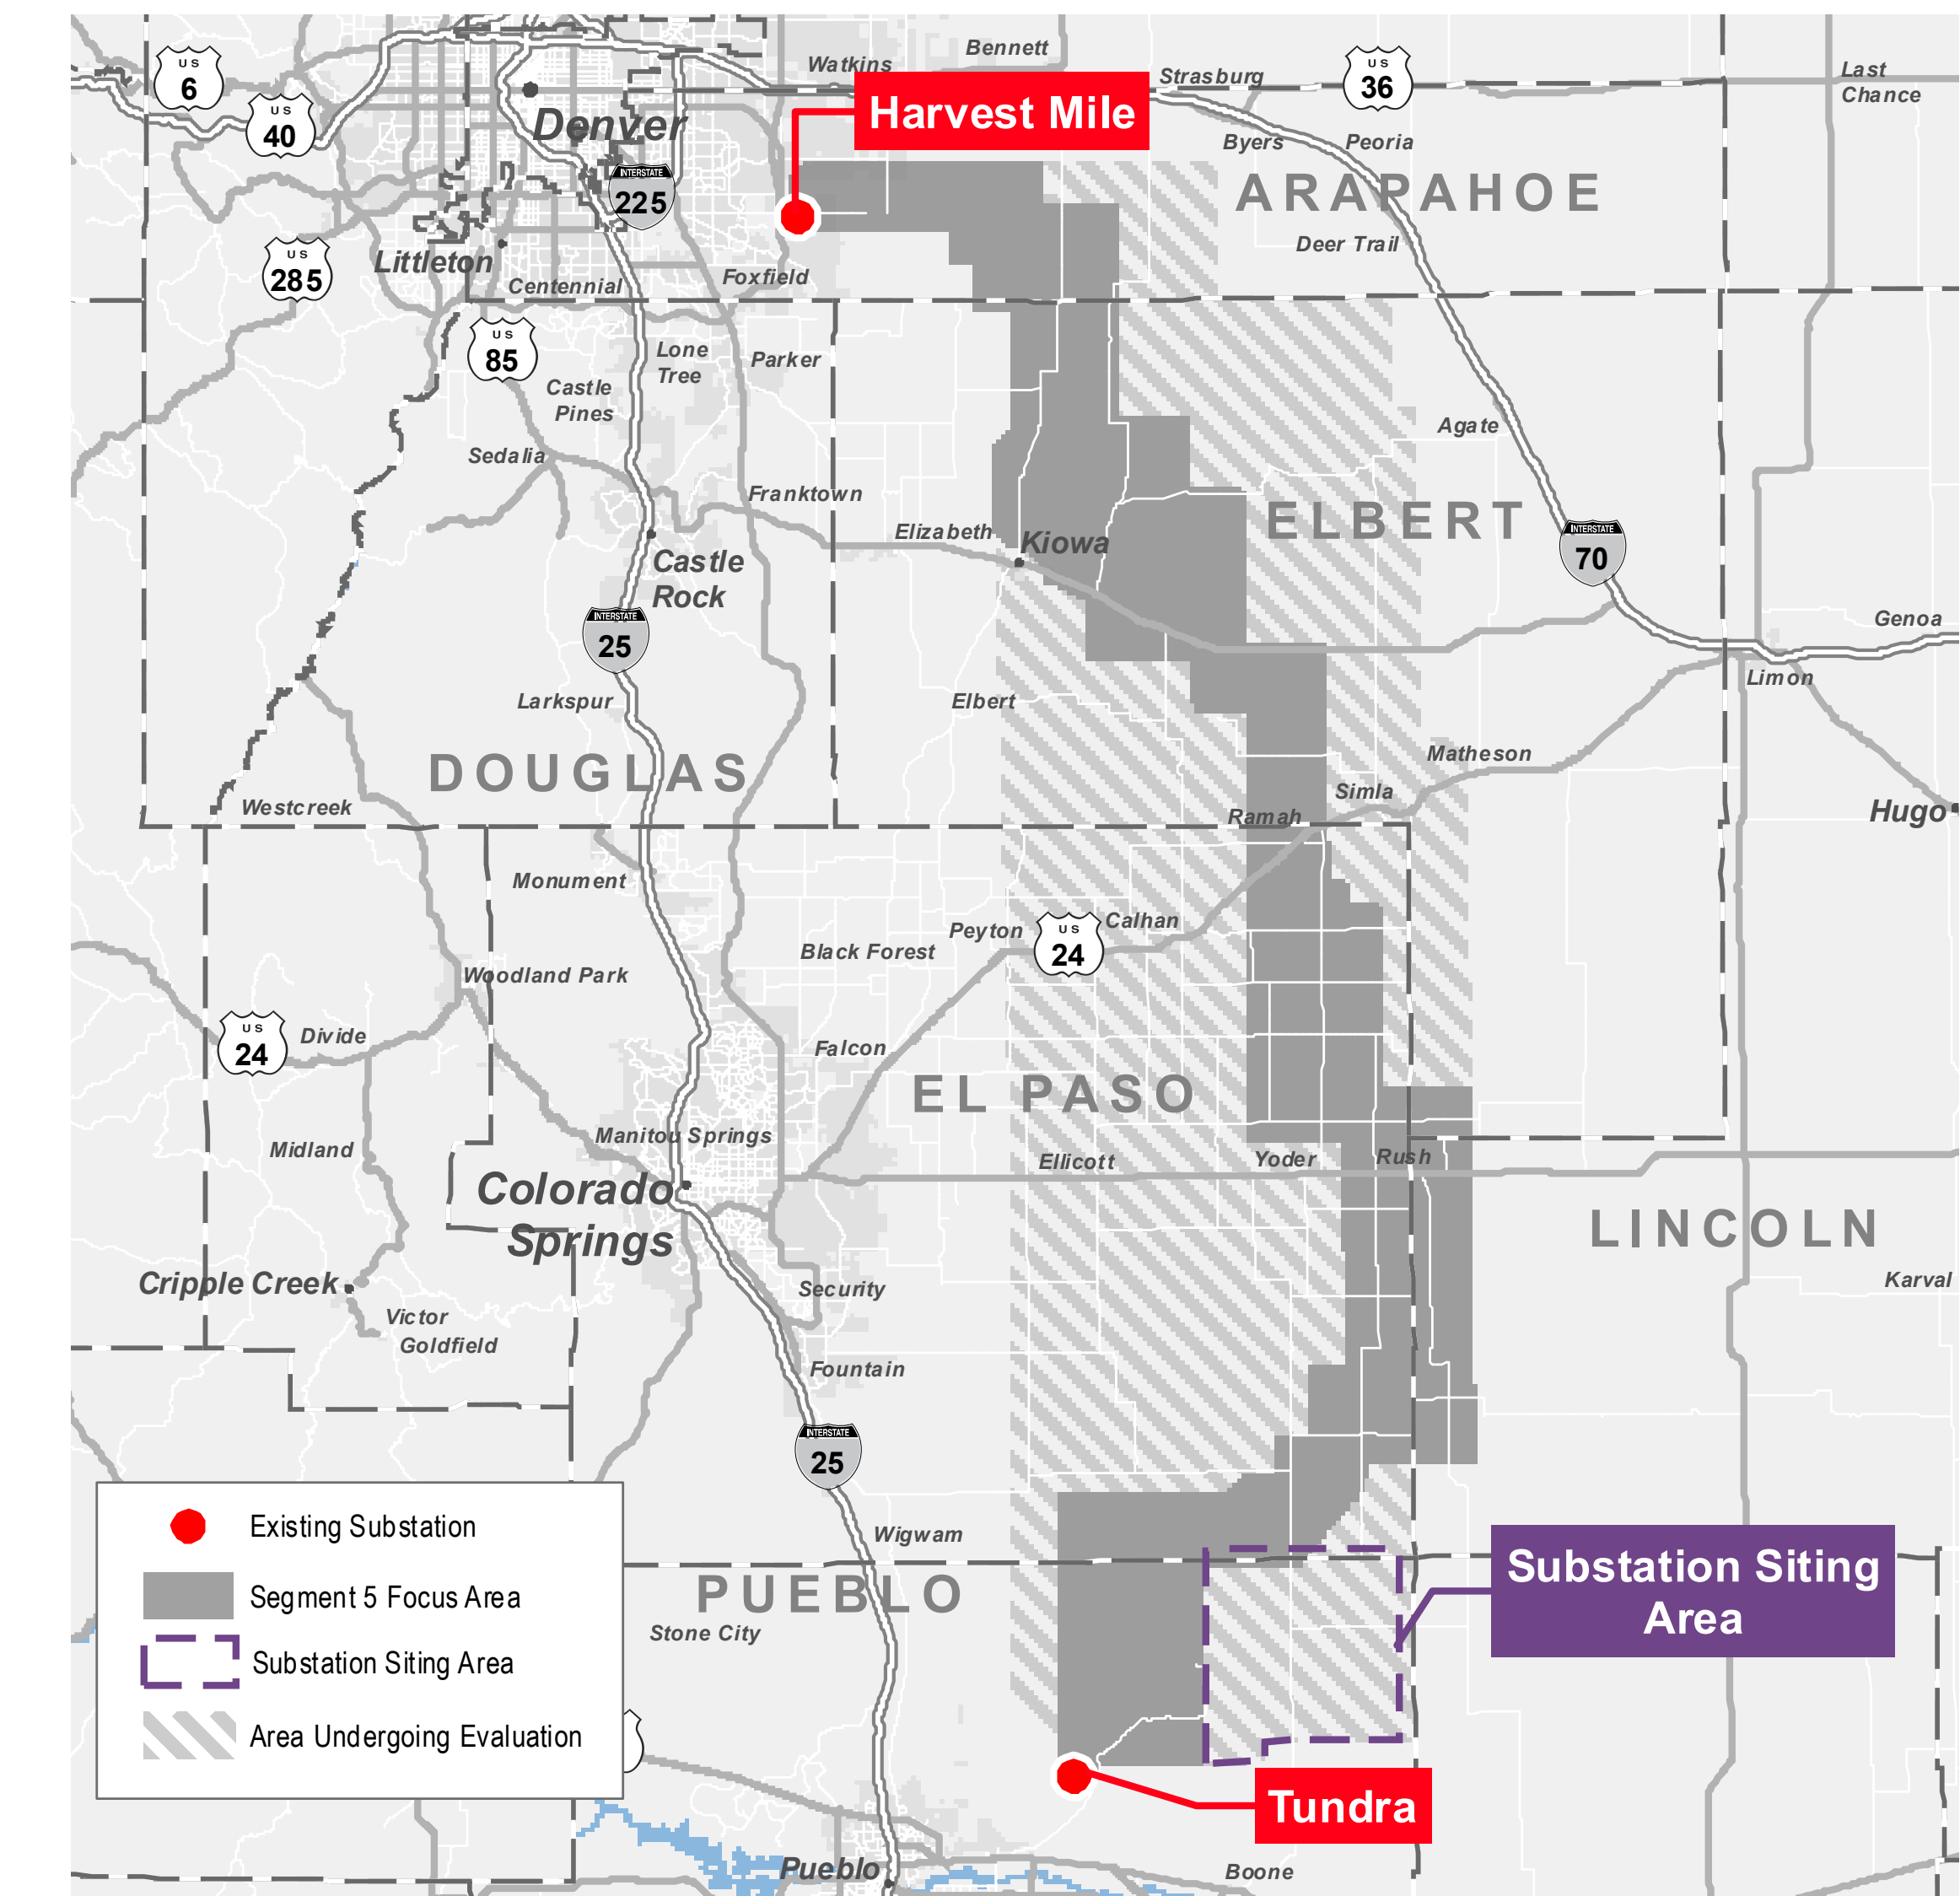 Bennett
Watkins
Strasburg
US
36
Last
Chance
US
6
US
40
Harvest Mile
Denver
Byers
Peoria
INTERSTATE
225
ARAPAHOE
Deer Trail
US
285
Littleton
Centennial
Foxfield
US
85
Lone
Tree
Parker
Castle
Pines
Agate
Sedalia
Franktown
Elizabeth
Kiowa
ELBERT
INTERSTATE
70
Castle
Rock
INTERSTATE
25
Genoa
Limon
Larkspur
Elbert
Matheson
DOUGLAS
Simla
Westcreek
Ramah
Hugo
Monument
Peyton
US
24
Calhan
Black Forest
Woodland Park
US
24
Divide
Falcon
EL PASO
Midland
Manitou Springs
Ellicott
Yoder
Rush
Colorado
Springs
LINCOLN
Cripple Creek
Security
Karval
Victor
Goldfield
Fountain
INTERSTATE
25
Wigwam
Existing Substation
Segment 5 Focus Area
Substation Siting Area
Area Undergoing Evaluation
PUEBLO
Stone City
Substation Siting
Area
Tundra
Pueblo
Boone